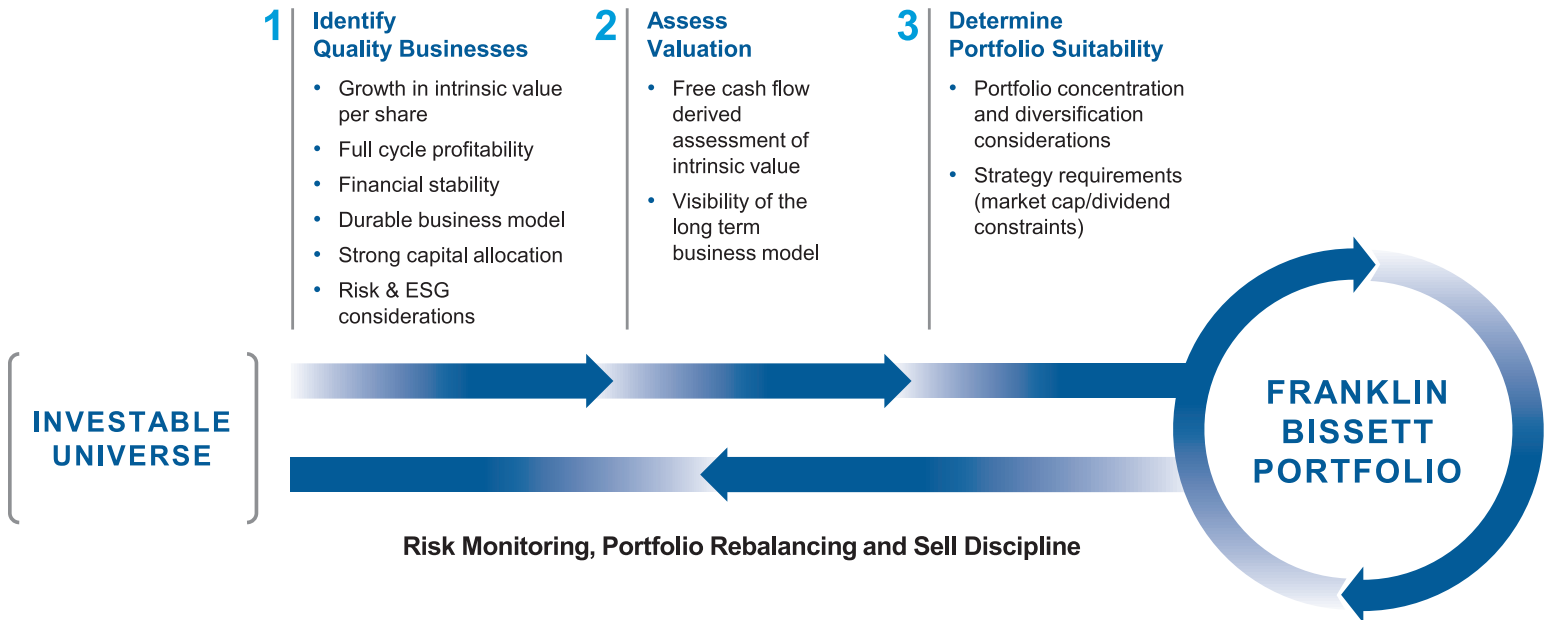 1
Identify
Quality Businesses
• Growth in intrinsic value
per share
• Full cycle profitability
• Financial stability
• Durable business model
• Strong capital allocation
• Risk & ESG
considerations
2
Assess
Valuation
• Free cash flow
derived
assessment of
intrinsic value
• Visibility of the
long term
business model
3
Determine
Portfolio Suitability
• Portfolio concentration
and diversification
considerations
• Strategy requirements
(market cap/dividend
constraints)
INVESTABLE
UNIVERSE
FRANKLIN
BISSETT
PORTFOLIO
Risk Monitoring, Portfolio Rebalancing and Sell Discipline